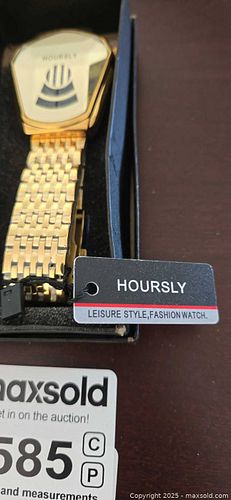 HOURSLY
HOURSLY
LEISURE STYLE,FASHION WATCH.
maxsold
et in on the auction!
585
C
P
and measurements
Copyright 2025 - maxsold.com